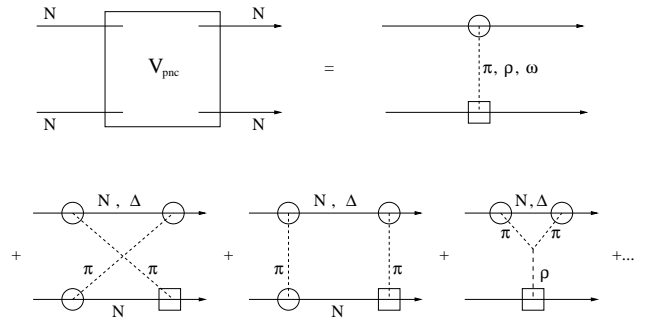 N N
V_pnc = π, ρ, ω
N N
N , Δ N , Δ N, Δ
π π
+ π π + π π + ρ +...
N N